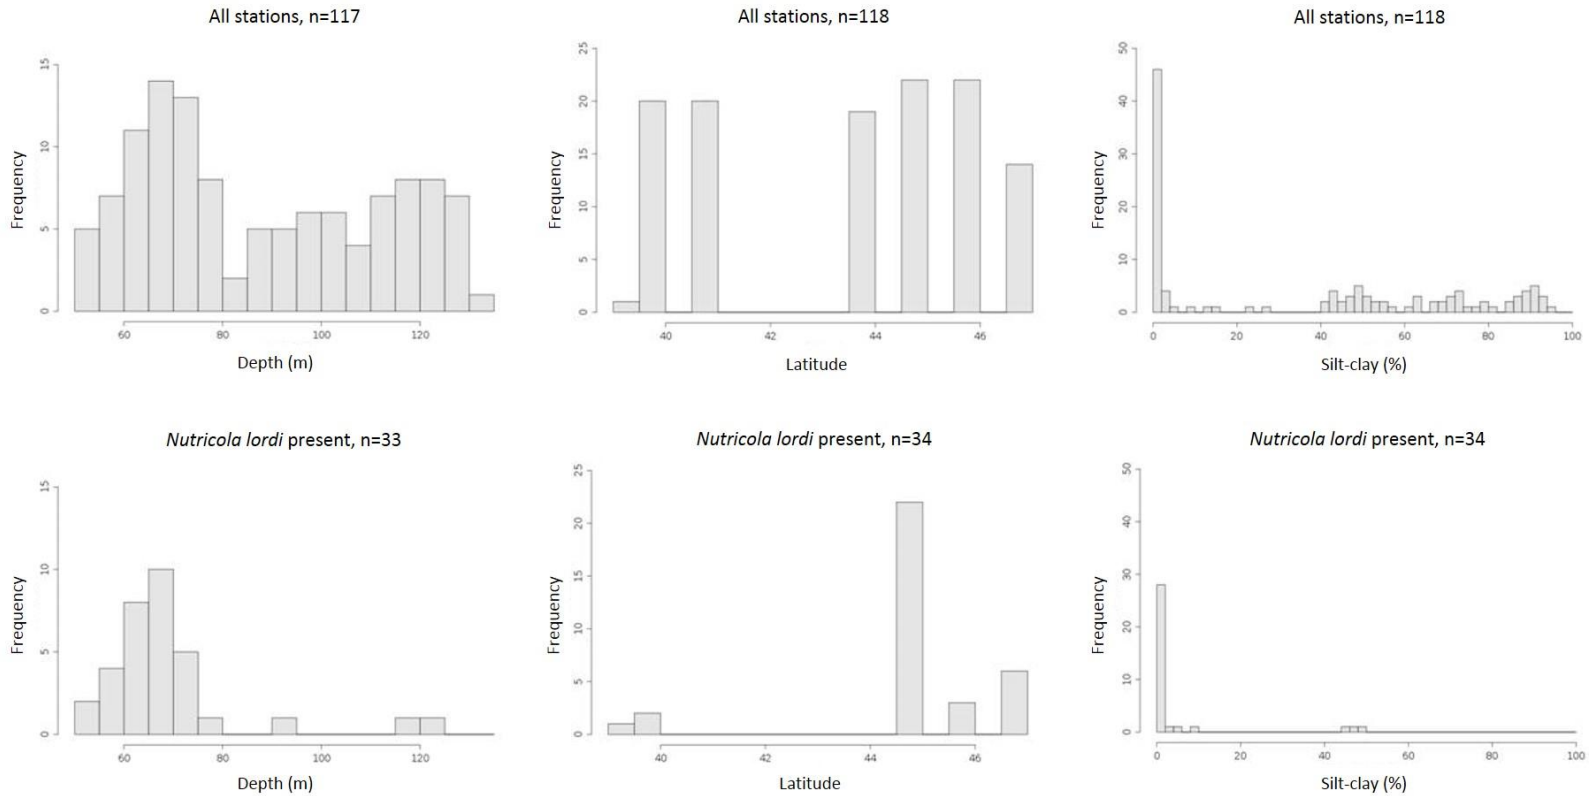 All stations, n=117
Frequency
15
10
5
0
60 80 100 120
Depth (m)
All stations, n=118
Frequency
25
20
15
10
5
0
40 42 44 46
Latitude
All stations, n=118
Frequency
50
40
30
20
10
0
0 20 40 60 80 100
Silt-clay (%)
Nutricola lordi present, n=33
Frequency
15
10
5
0
60 80 100 120
Depth (m)
Nutricola lordi present, n=34
Frequency
25
20
15
10
5
0
40 42 44 46
Latitude
Nutricola lordi present, n=34
Frequency
50
40
30
20
10
0
0 20 40 60 80 100
Silt-clay (%)